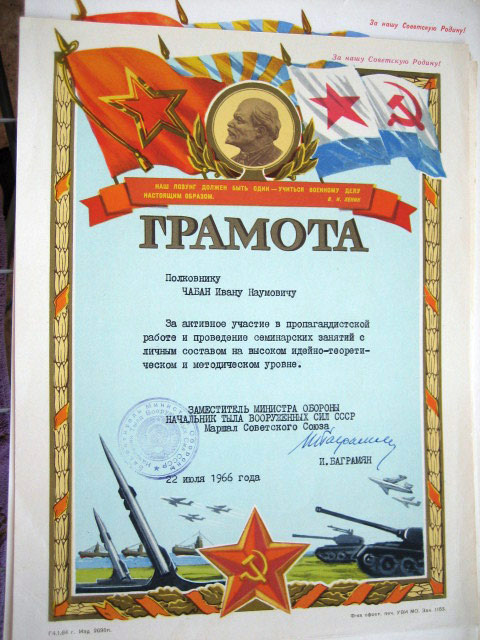 За нашу Советскую Родину!
За нашу Советскую Родину!
НАШ ЛОЗУНГ ДОЛЖЕН БЫТЬ ОДИН — УЧИТЬСЯ ВОЕННОМУ ДЕЛУ
НАСТОЯЩИМ ОБРАЗОМ.
В. И. ЛЕНИН
ГРАМОТА
Полковнику
ЧАБАН Ивану Наумовичу
За активное участие в пропагандистской
работе и проведение семинарских занятий с
личным составом на высоком идейно-теорети-
ческом и методическом уровне.
ЗАМЕСТИТЕЛЬ МИНИСТРА ОБОРОНЫ
НАЧАЛЬНИК ТЫЛА ВООРУЖЕННЫХ СИЛ СССР
Маршал Советского Союза
И.БАГРАМЯН
22 июля 1966 года